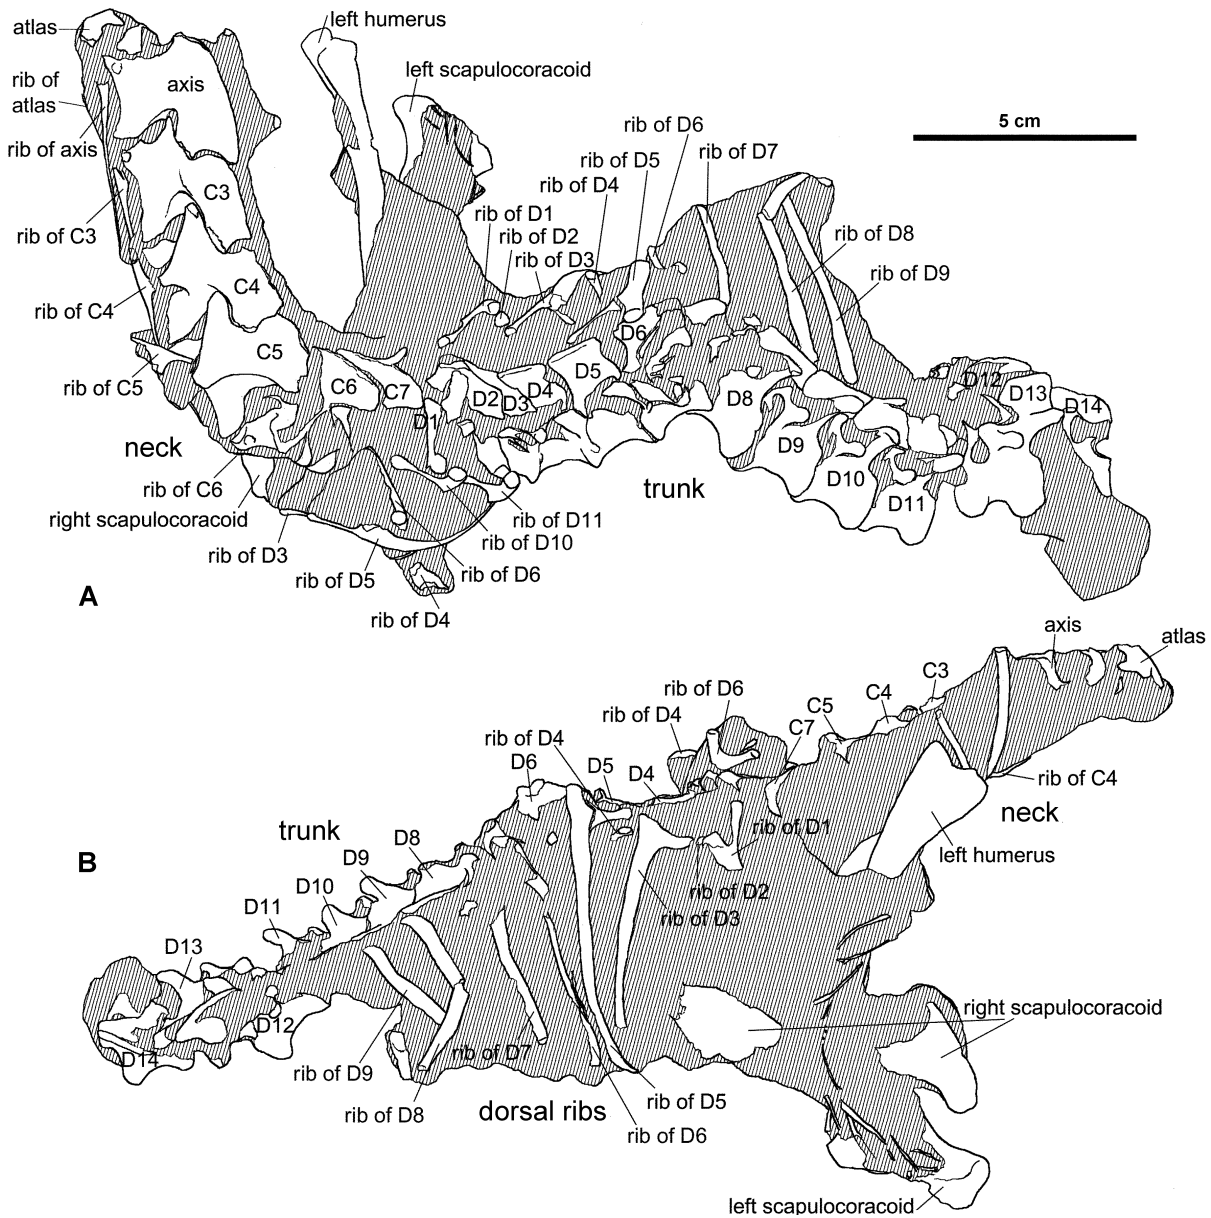 atlas
left humerus
left scapulocoracoid
rib of
atlas
axis
rib of axis
rib of D6
5 cm
rib of D5
rib of D7
rib of D4
C3
rib of D1
rib of C3
rib of D2
rib of D8
rib of D3
rib of D9
C4
rib of C4
D6
C5
rib of C5
D5
C6
C7
D2
D4
D3
D8
D12
D13
D14
D1
neck
D9
trunk
D10
rib of C6
D11
right scapulocoracoid
rib of D11
rib of D3
rib of D10
rib of D5
rib of D6
A
rib of D4
axis
atlas
C3
rib of D6
C4
rib of D4
C5
C7
rib of D4
D6
D5
D4
rib of C4
neck
trunk
D8
rib of D1
B
D9
left humerus
D10
rib of D2
D11
rib of D3
D13
right scapulocoracoid
D12
D14
rib of D7
rib of D9
rib of D8
dorsal ribs
rib of D5
rib of D6
left scapulocoracoid